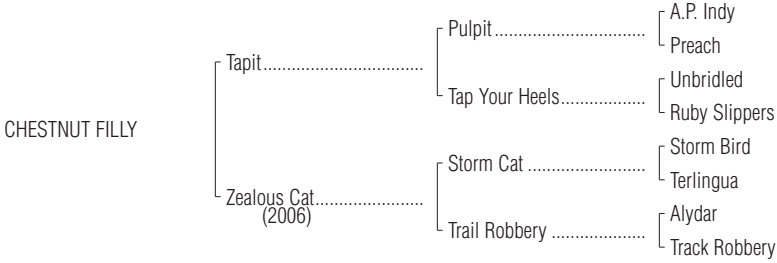 A.P. Indy
Pulpit................................
Preach
Tapit..................................
Unbridled
Tap Your Heels..................
Ruby Slippers
CHESTNUT FILLY
Storm Bird
Storm Cat .........................
Terlingua
Zealous Cat.......................
(2006)
Alydar
Trail Robbery ....................
Track Robbery